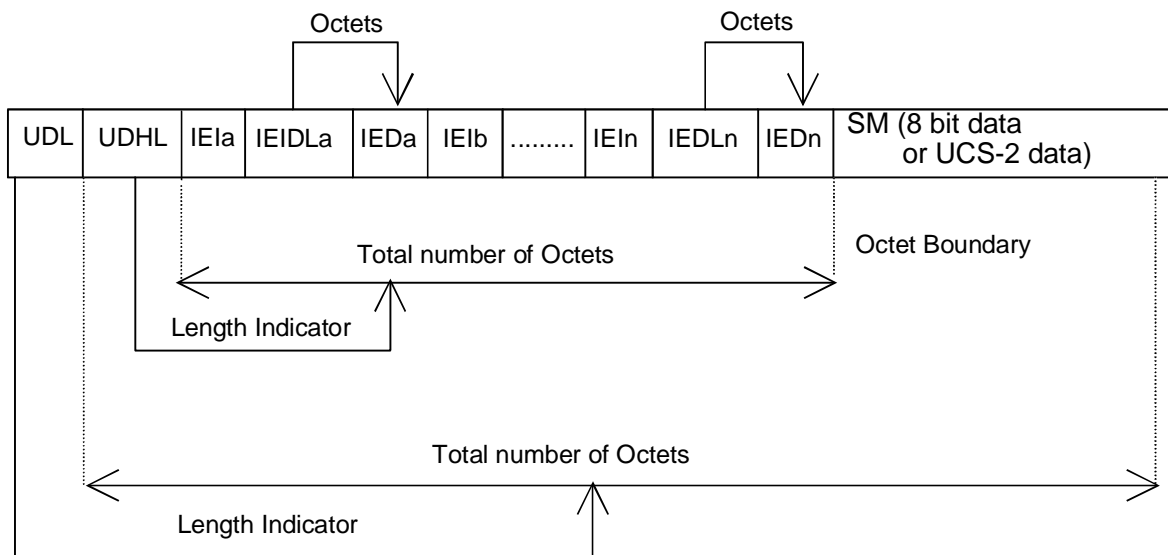 Octets
Octets
UDL UDHL IEIa IEIDLa IEDa IEIb ......... IEIn IEDLn IEDn SM (8 bit data
or UCS-2 data)
Total number of Octets
Octet Boundary
Length Indicator
Total number of Octets
Length Indicator